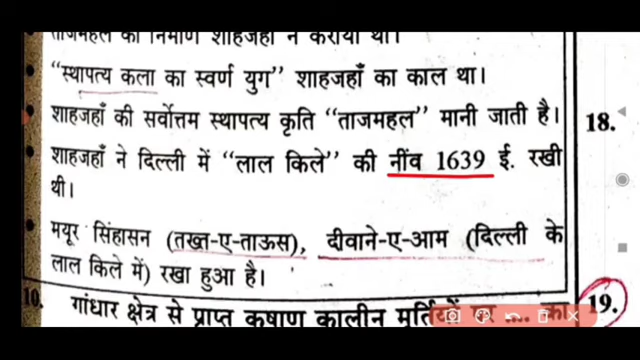 ताजमहल का निर्माण शाहजहाँ ने कराया था।
"स्थापत्य कला का स्वर्ण युग" शाहजहाँ का काल था।
शाहजहाँ की सर्वोत्तम स्थापत्य कृति "ताजमहल" मानी जाती है।
18.
शाहजहाँ ने दिल्ली में "लाल किले" की नींव 1639 ई. रखी
थी।
मयूर सिंहासन (तख्त-ए-ताऊस), दीवाने-ए-आम (दिल्ली के
लाल किले में) रखा हुआ है।
10. गांधार क्षेत्र से प्राप्त कुषाण कालीन मूर्तियों पर .... का
19.